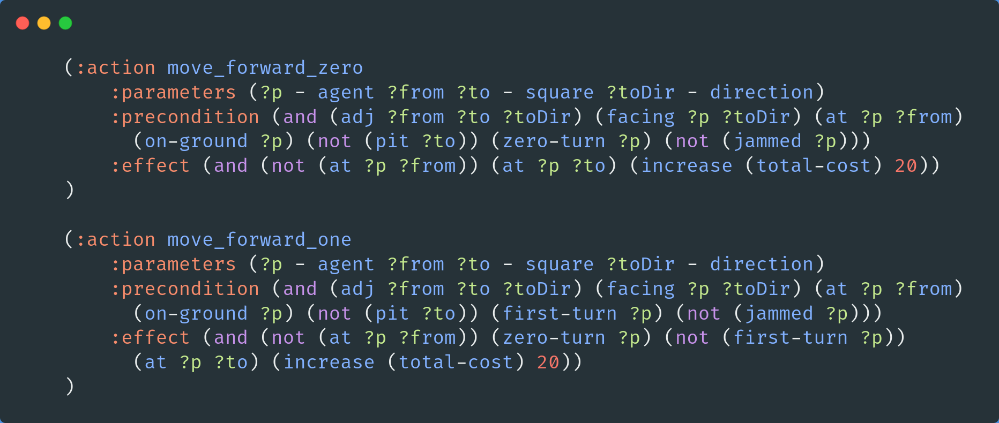 (:action move_forward_zero
:parameters (?p - agent ?from ?to - square ?toDir - direction)
:precondition (and (adj ?from ?to ?toDir) (facing ?p ?toDir) (at ?p ?from)
(on-ground ?p) (not (pit ?to)) (zero-turn ?p) (not (jammed ?p)))
:effect (and (not (at ?p ?from)) (at ?p ?to) (increase (total-cost) 20))
)
(:action move_forward_one
:parameters (?p - agent ?from ?to - square ?toDir - direction)
:precondition (and (adj ?from ?to ?toDir) (facing ?p ?toDir) (at ?p ?from)
(on-ground ?p) (not (pit ?to)) (first-turn ?p) (not (jammed ?p)))
:effect (and (not (at ?p ?from)) (zero-turn ?p) (not (first-turn ?p))
(at ?p ?to) (increase (total-cost) 20))
)